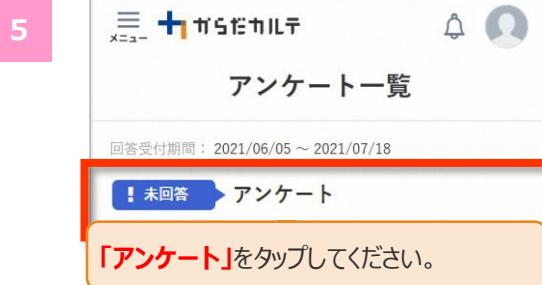 5
メニュー
からだカルテ
アンケート一覧
回答受付期間： 2021/06/05 ～ 2021/07/18
! 未回答 アンケート
「アンケート」をタップしてください。